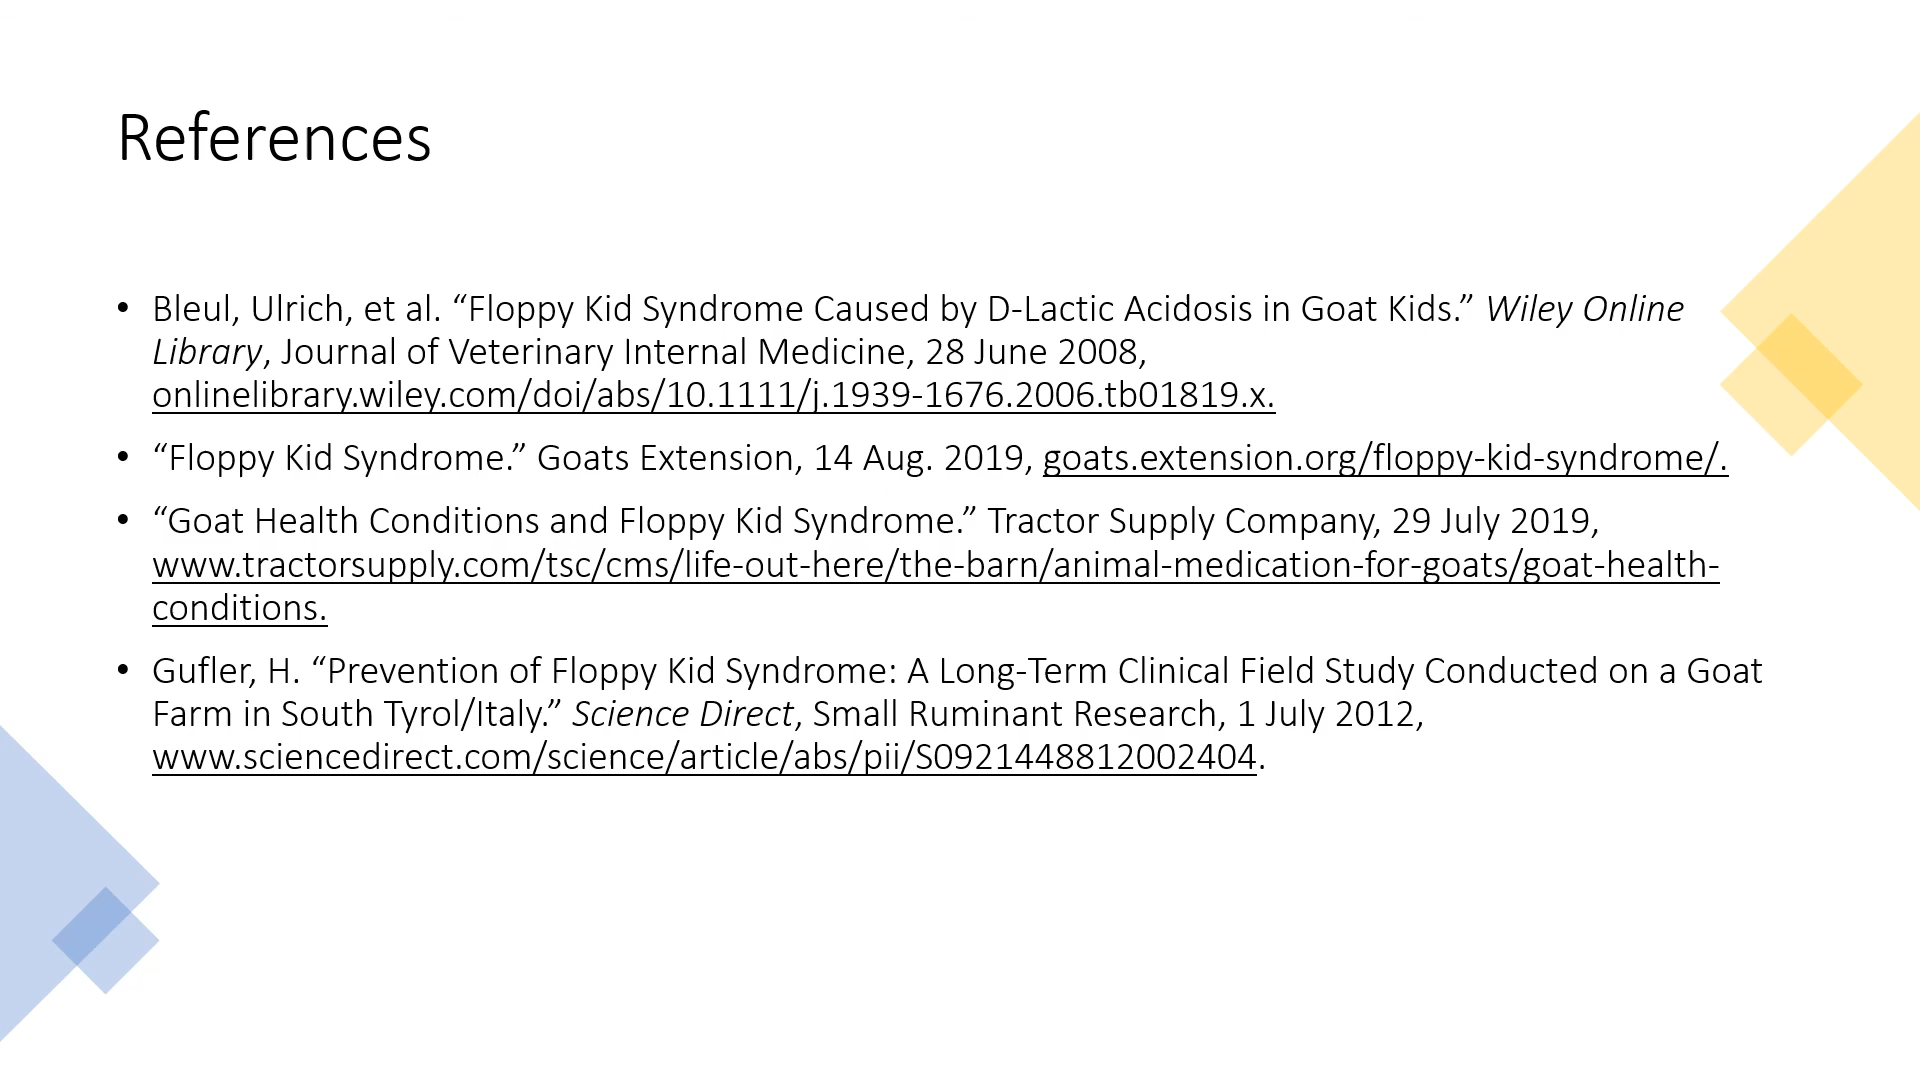 References
• Bleul, Ulrich, et al. “Floppy Kid Syndrome Caused by D-Lactic Acidosis in Goat Kids.” Wiley Online
Library, Journal of Veterinary Internal Medicine, 28 June 2008,
onlinelibrary.wiley.com/doi/abs/10.1111/j.1939-1676.2006.tb01819.x.
• “Floppy Kid Syndrome.” Goats Extension, 14 Aug. 2019, goats.extension.org/floppy-kid-syndrome/.
• “Goat Health Conditions and Floppy Kid Syndrome.” Tractor Supply Company, 29 July 2019,
www.tractorsupply.com/tsc/cms/life-out-here/the-barn/animal-medication-for-goats/goat-health-
conditions.
• Gufler, H. “Prevention of Floppy Kid Syndrome: A Long-Term Clinical Field Study Conducted on a Goat
Farm in South Tyrol/Italy.” Science Direct, Small Ruminant Research, 1 July 2012,
www.sciencedirect.com/science/article/abs/pii/S0921448812002404.